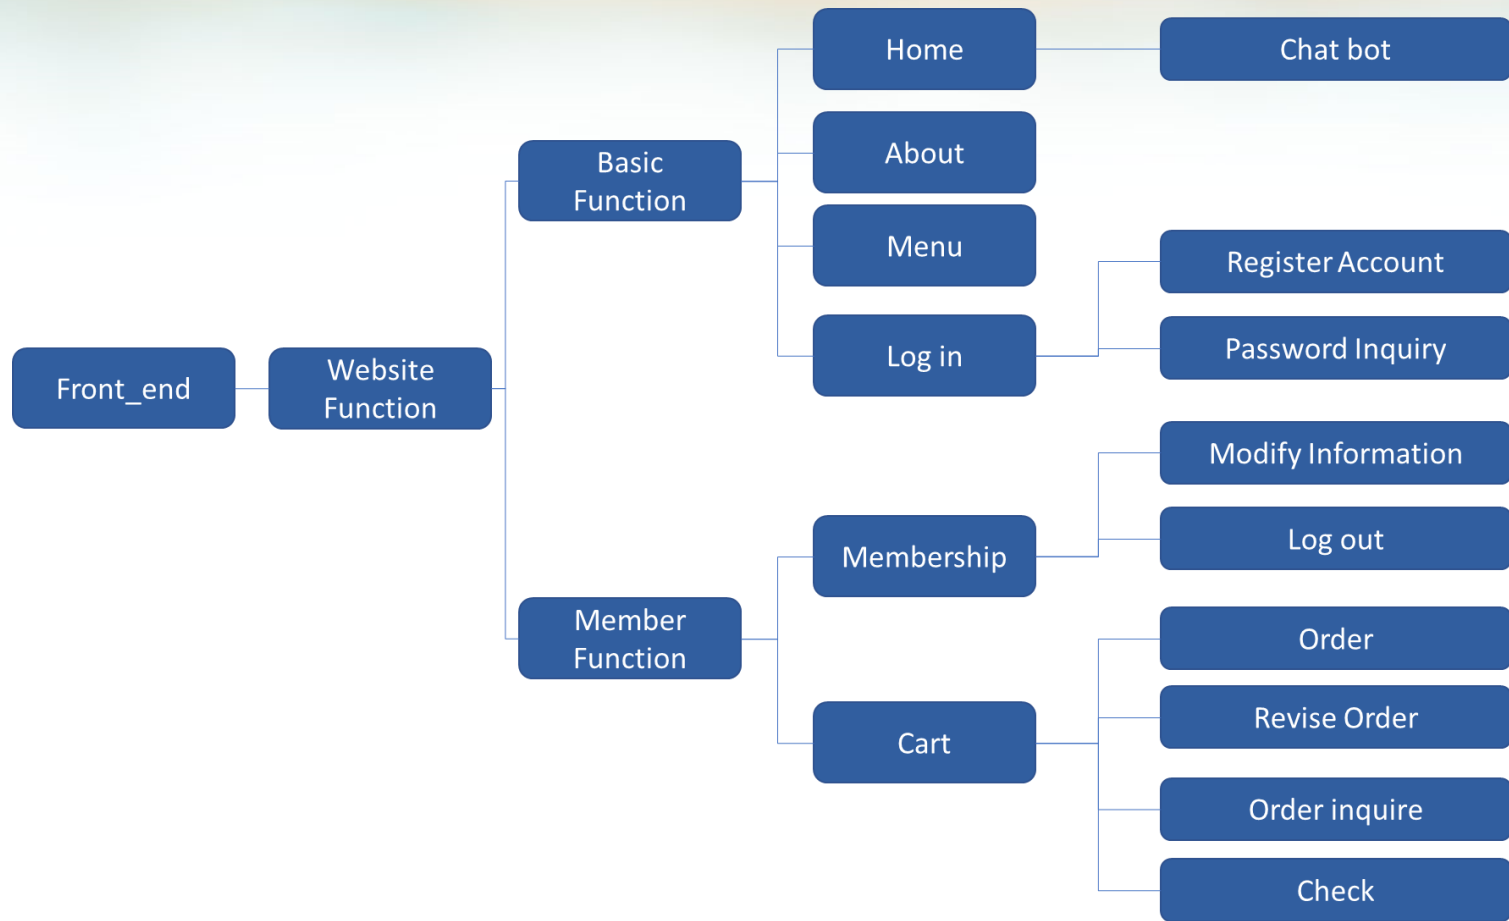 Front_end
Website
Function
Basic
Function
Member
Function
Home
About
Menu
Log in
Membership
Cart
Chat bot
Register Account
Password Inquiry
Modify Information
Log out
Order
Revise Order
Order inquire
Check